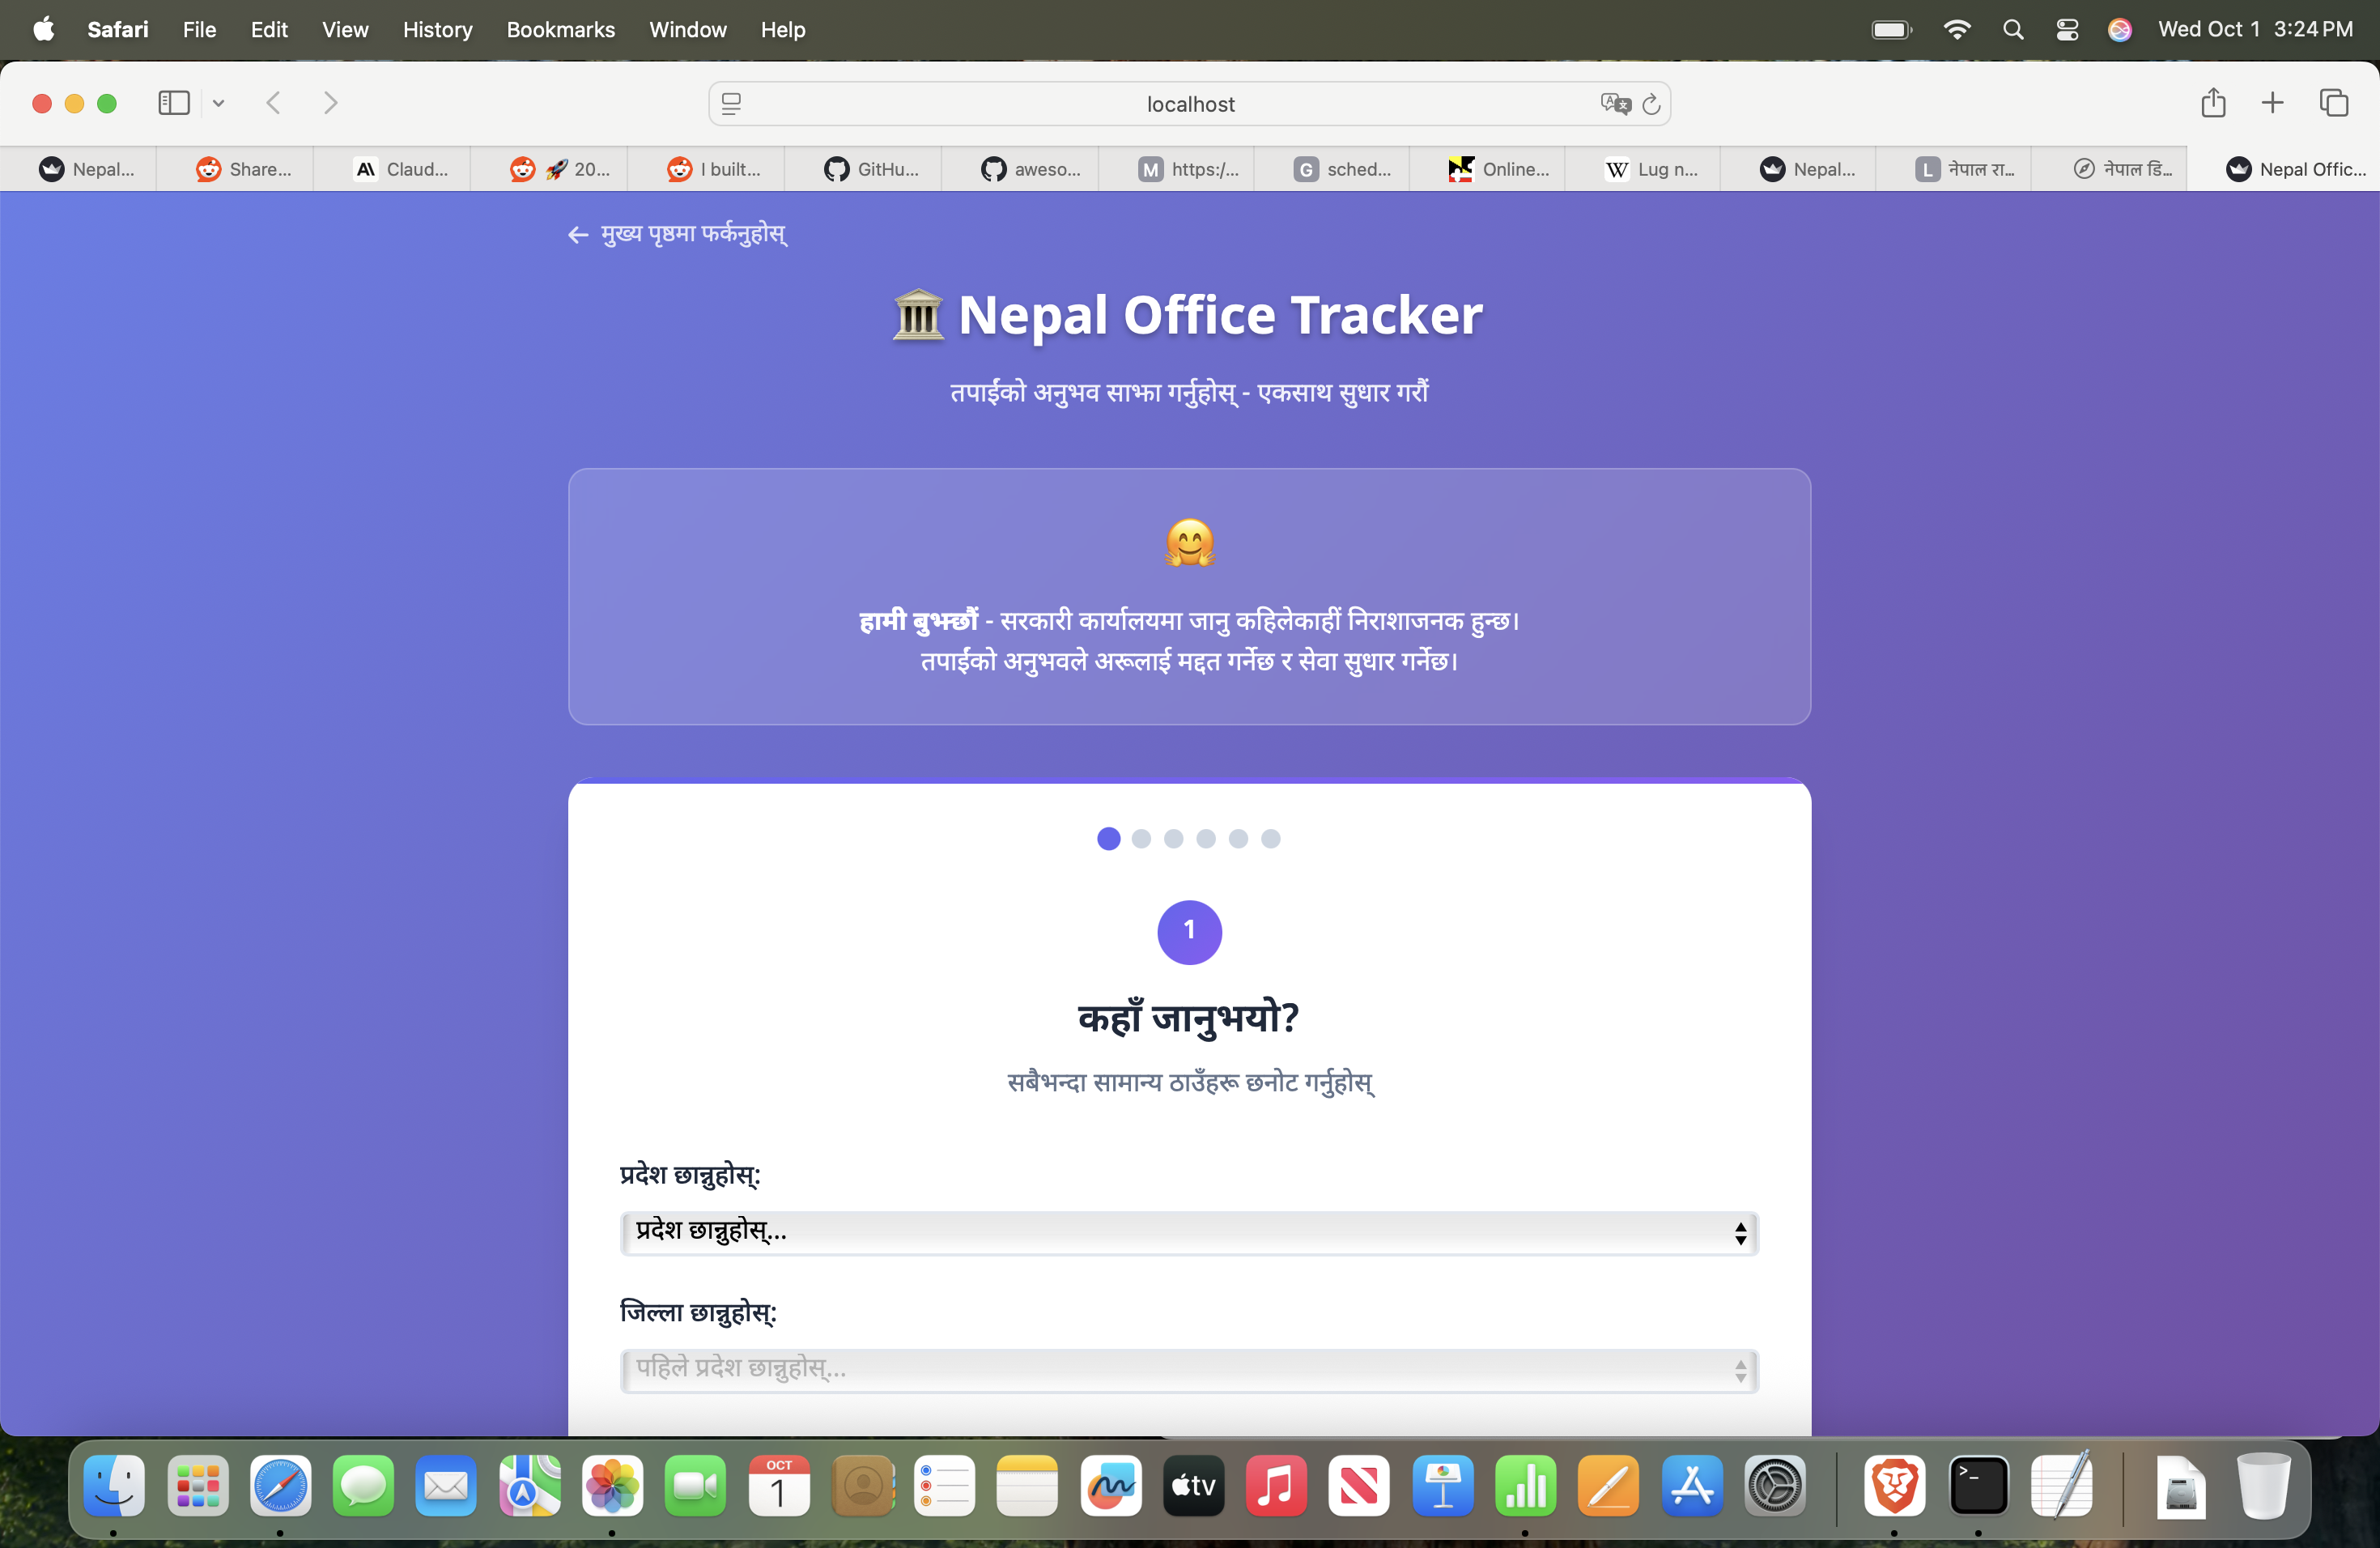 Safari File Edit View History Bookmarks Window Help Wed Oct 1 3:24 PM
localhost
Nepal... Share... Claud... 🚀 20... I built... GitHu... aweso... https:/... sched... Online... Lug n... Nepal... नेपाल रा... नेपाल डि... Nepal Offic...
← मुख्य पृष्ठमा फर्कनुहोस्
🏛️ Nepal Office Tracker
तपाईंको अनुभव साझा गर्नुहोस् - एकसाथ सुधार गरौं
हामी बुझ्छौं - सरकारी कार्यालयमा जानु कहिलेकाहीं निराशाजनक हुन्छ।
तपाईंको अनुभवले अरूलाई मद्दत गर्नेछ र सेवा सुधार गर्नेछ।
1
कहाँ जानुभयो?
सबैभन्दा सामान्य ठाउँहरू छनोट गर्नुहोस्
प्रदेश छान्नुहोस्:
प्रदेश छान्नुहोस्...
जिल्ला छान्नुहोस्:
पहिले प्रदेश छान्नुहोस्...
OCT
1
tv